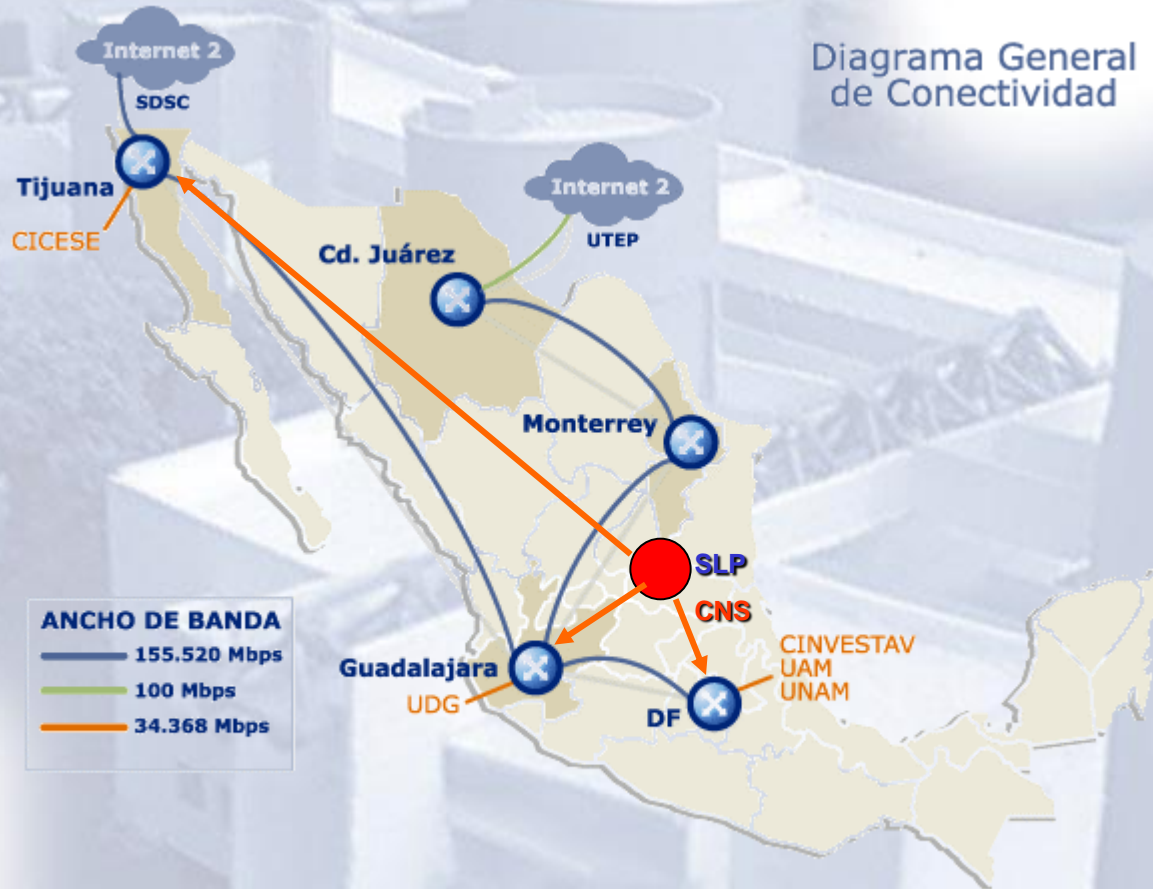 Internet 2
SDSC
Diagrama General
de Conectividad
Tijuana
CICESE
Internet 2
UTEP
Cd. Juárez
Monterrey
SLP
CNS
ANCHO DE BANDA
155.520 Mbps
100 Mbps
34.368 Mbps
Guadalajara
UDG
DF
CINVESTAV
UAM
UNAM